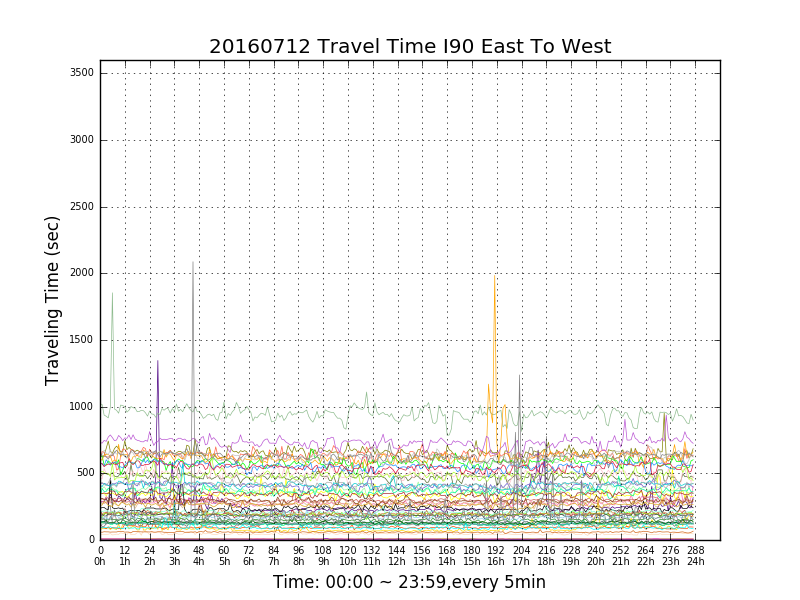 20160712 Travel Time I90 East To West
3500
3000
2500
2000
1500
1000
500
0
Traveling Time (sec)
0 12 24 36 48 60 72 84 96 108 120 132 144 156 168 180 192 204 216 228 240 252 264 276 288
0h 1h 2h 3h 4h 5h 6h 7h 8h 9h 10h 11h 12h 13h 14h 15h 16h 17h 18h 19h 20h 21h 22h 23h 24h
Time: 00:00 ~ 23:59,every 5min